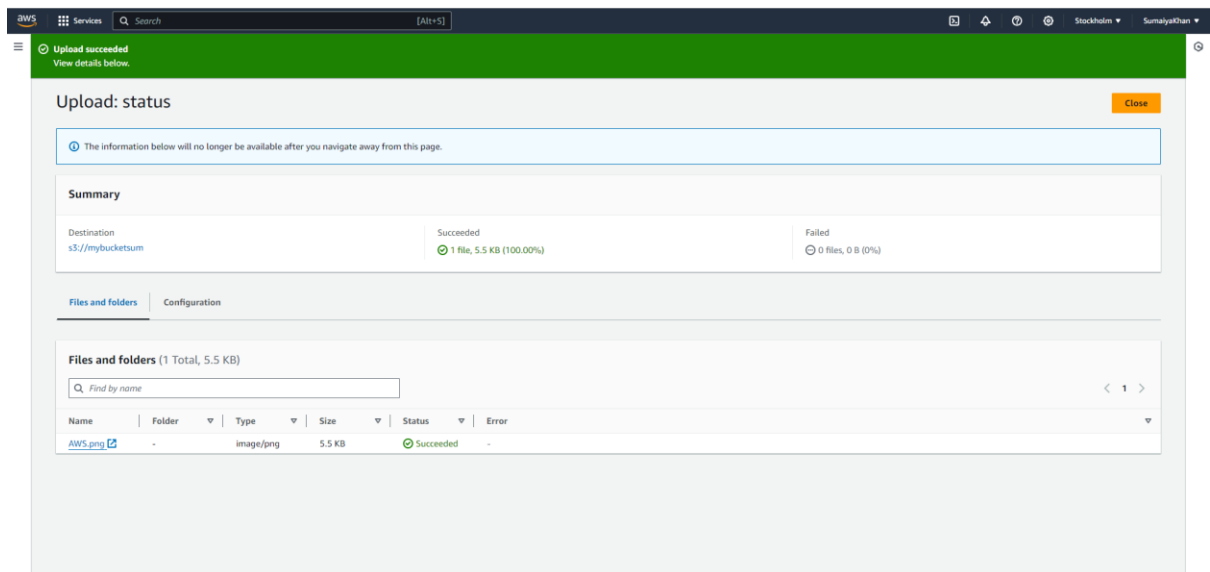 aws Services Search [Alt+S] Stockholm SumaiyaKhan
Upload succeeded
View details below.
Upload: status Close
The information below will no longer be available after you navigate away from this page.
Summary
Destination Succeeded Failed
s3://mybucketsum 1 file, 5.5 KB (100.00%) 0 files, 0 B (0%)
Files and folders Configuration
Files and folders (1 Total, 5.5 KB)
Find by name < 1 >
Name Folder Type Size Status Error
AWS.png - image/png 5.5 KB Succeeded -